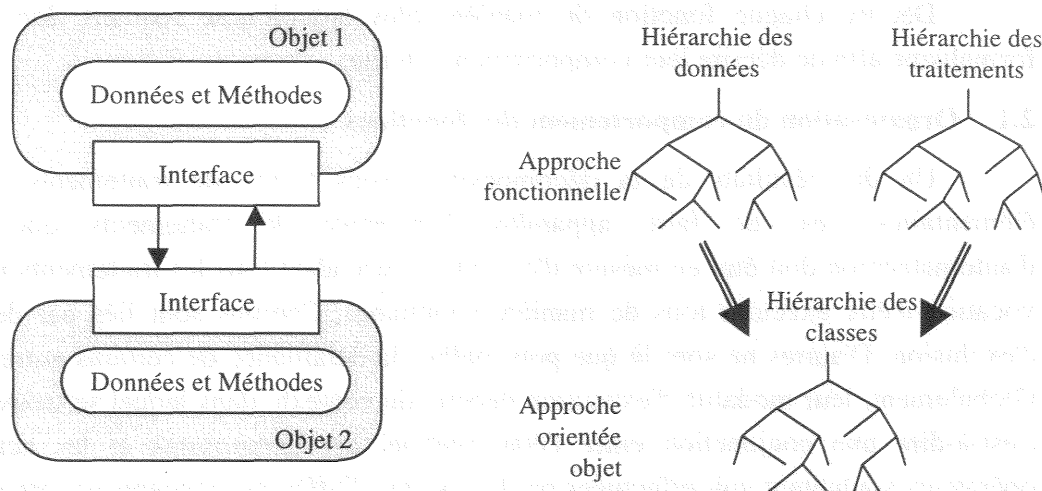 Objet 1
Données et Méthodes
Interface
Interface
Données et Méthodes
Objet 2
Hiérarchie des
données
Hiérarchie des
traitements
Approche
fonctionnelle
Hiérarchie des
classes
Approche
orientée
objet